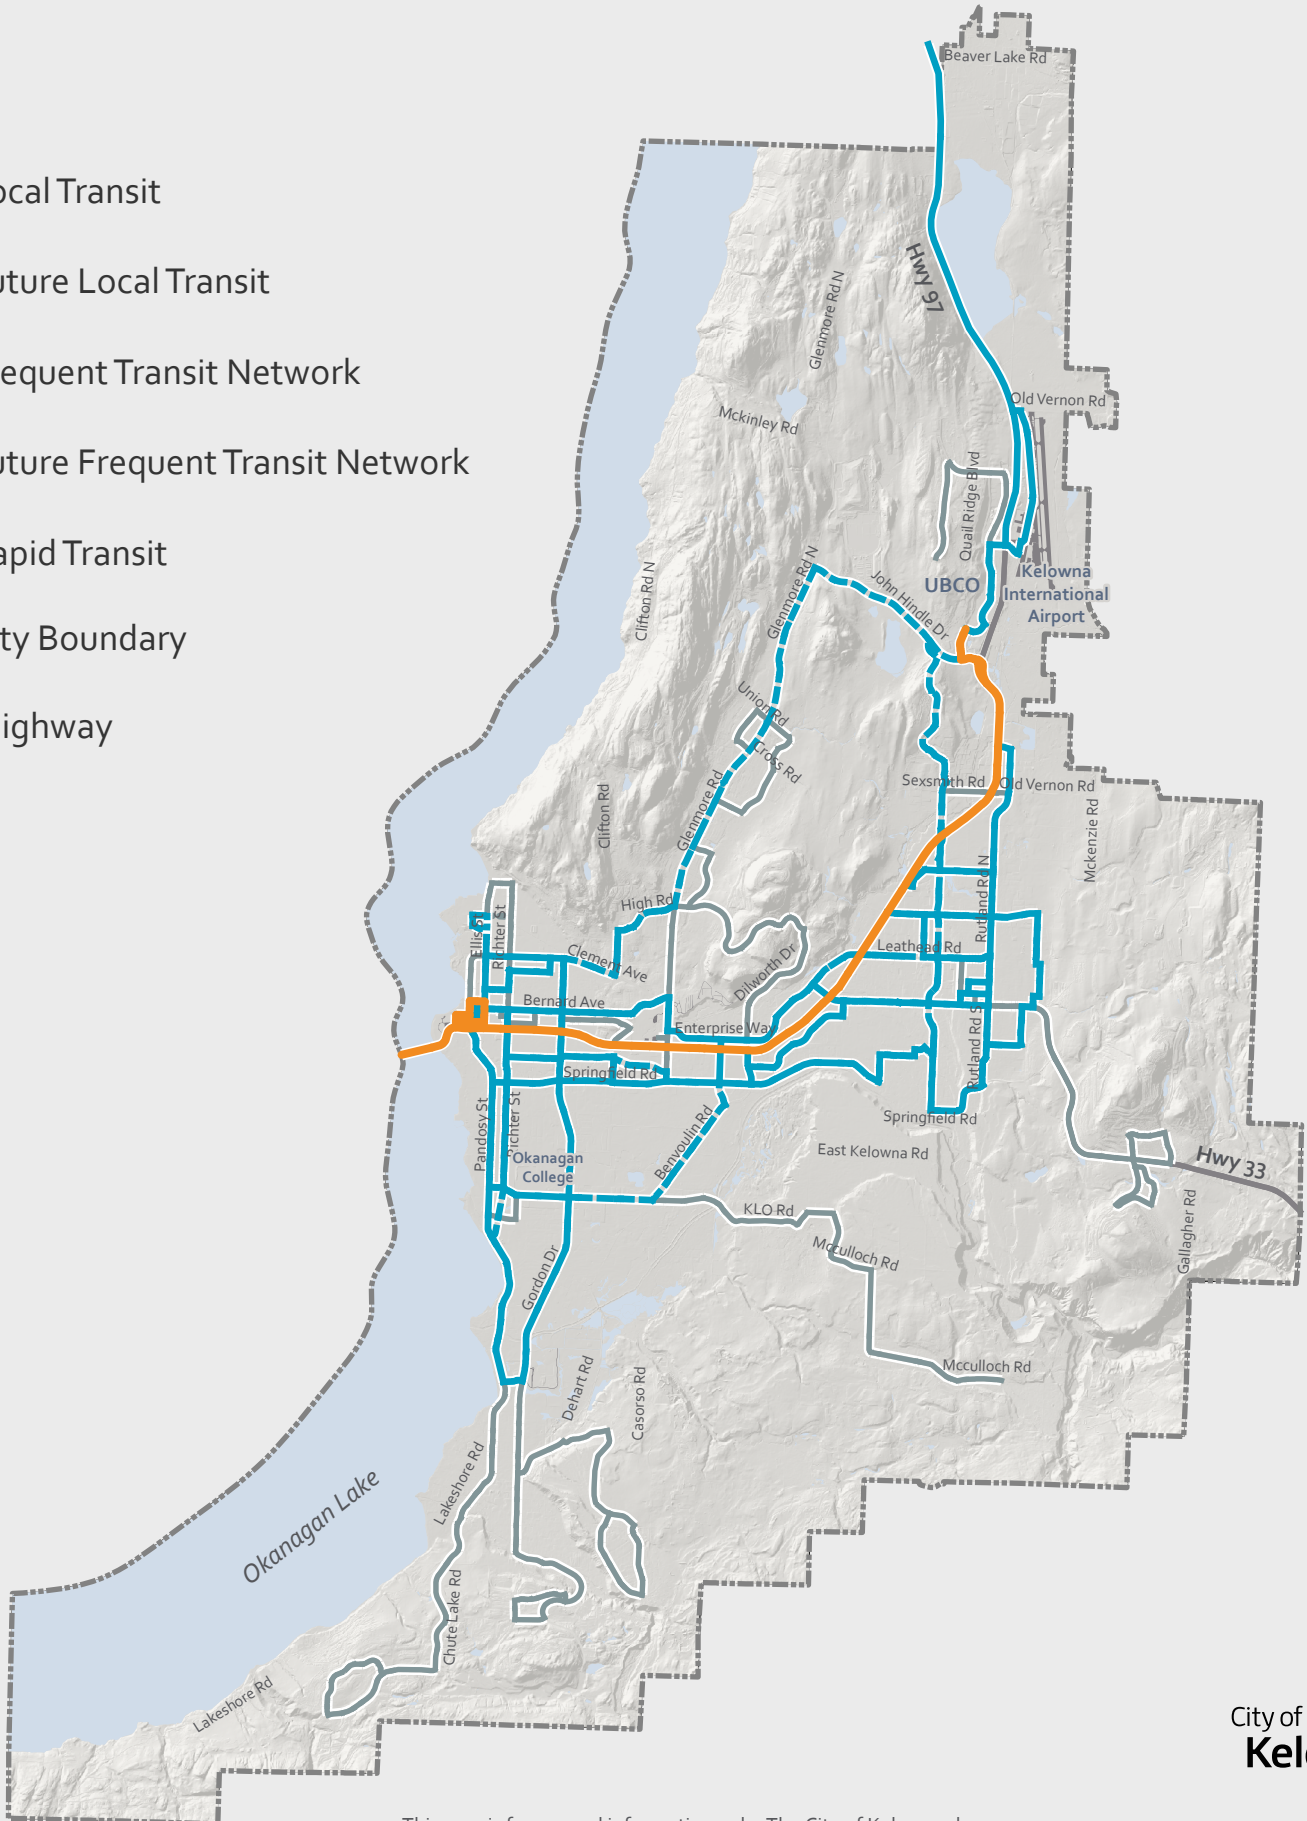 ocal Transit
uture Local Transit
equent Transit Network
uture Frequent Transit Network
apid Transit
ty Boundary
ighway
Beaver Lake Rd
Hwy 97
Glenmore Rd N
Old Vernon Rd
Mckinley Rd
Quail Ridge Blvd
UBCO
Kelowna
International
Airport
John Hindle Dr
Glenmore Rd N
Clifton Rd N
Union Rd
Cross Rd
Sexsmith Rd
Old Vernon Rd
Clifton Rd
Glenmore Rd
Mckenzie Rd
Rutland Rd N
High Rd
Ellis St
Richter St
Clement Ave
Leathead Rd
Dilworth Dr
Bernard Ave
Enterprise Way
Rutland Rd S
Springfield Rd
Pandosy St
Richter St
Springfield Rd
Benvoulin Rd
East Kelowna Rd
Okanagan
College
Hwy 33
KLO Rd
Gallagher Rd
Mcculloch Rd
Gordon Dr
Mcculloch Rd
Dehart Rd
Casorso Rd
Lakeshore Rd
Okanagan Lake
Chute Lake Rd
Lakeshore Rd
City of
Kel